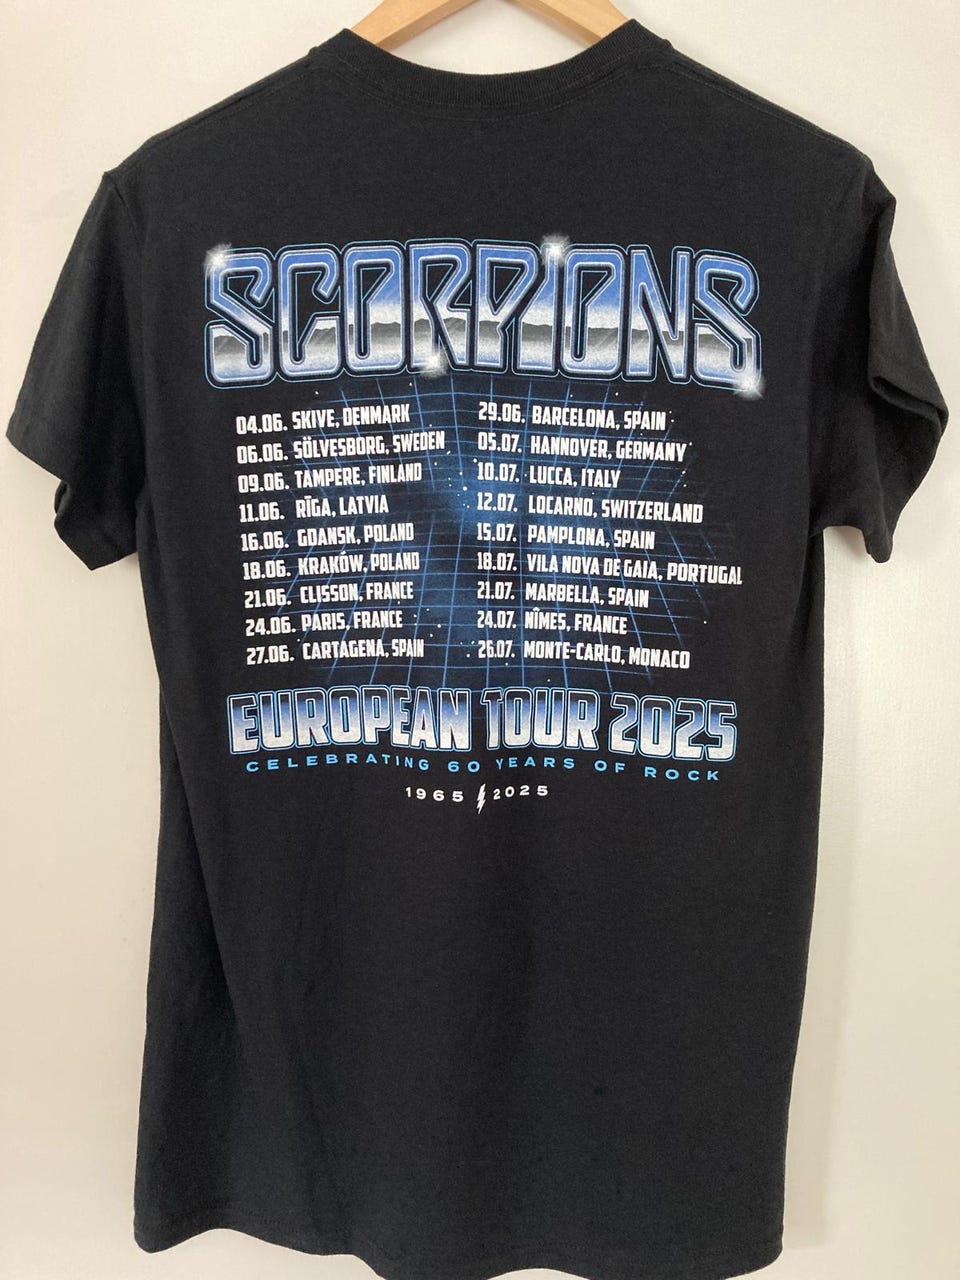 SCORPIONS
04.06. SKIVE, DENMARK
06.06. SÖLVESBORG, SWEDEN
09.06. TAMPERE, FINLAND
11.06. RĪGA, LATVIA
16.06. GDANSK, POLAND
18.06. KRAKÓW, POLAND
21.06. CLISSON, FRANCE
24.06. PARIS, FRANCE
27.06. CARTAGENA, SPAIN
29.06. BARCELONA, SPAIN
05.07. HANNOVER, GERMANY
10.07. LUCCA, ITALY
12.07. LOCARNO, SWITZERLAND
15.07. PAMPLONA, SPAIN
18.07. VILA NOVA DE GAIA, PORTUGAL
21.07. MARBELLA, SPAIN
24.07. NÎMES, FRANCE
26.07. MONTE-CARLO, MONACO
EUROPEAN TOUR 2025
CELEBRATING 60 YEARS OF ROCK
1965 2025